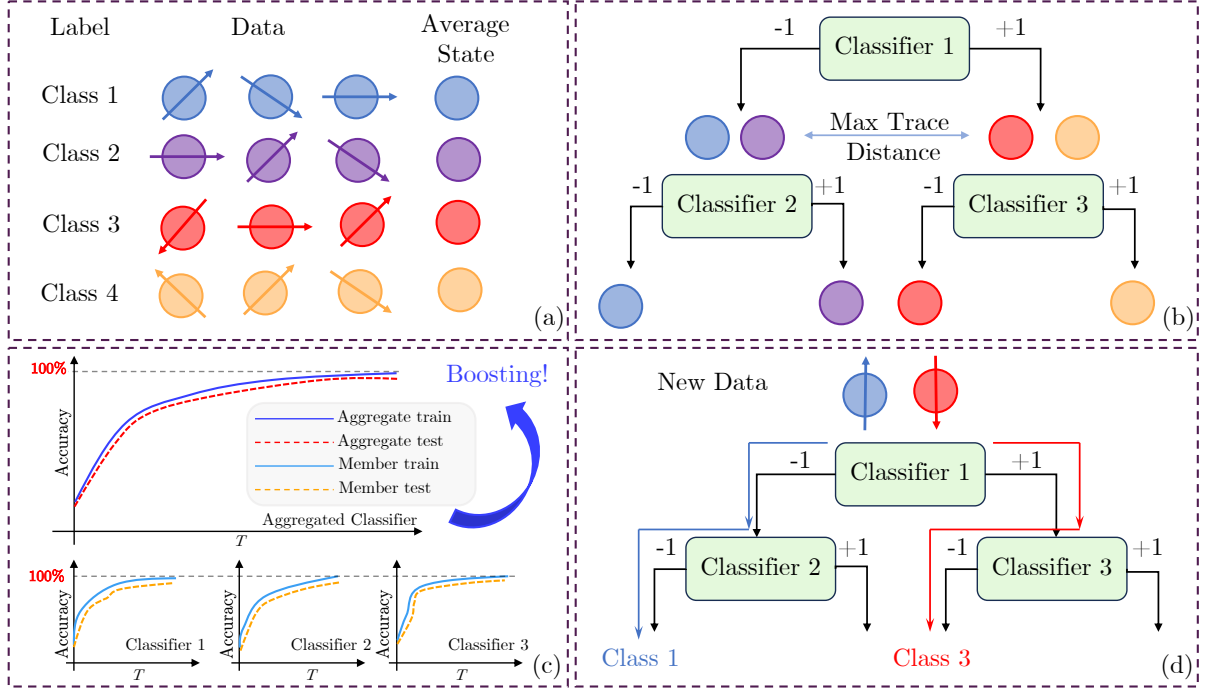 Label
Data
Average
State
Class 1
Class 2
Class 3
Class 4
(a)
-1
Classifier 1
+1
Max Trace
Distance
-1
Classifier 2
+1
-1
Classifier 3
+1
(b)
100%
Boosting!
Accuracy
Aggregate train
Aggregate test
Member train
Member test
Aggregated Classifier
T
100%
Accuracy
Classifier 1
T
Accuracy
Classifier 2
T
Accuracy
Classifier 3
T
(c)
New Data
-1
Classifier 1
+1
-1
Classifier 2
+1
-1
Classifier 3
+1
Class 1
Class 3
(d)